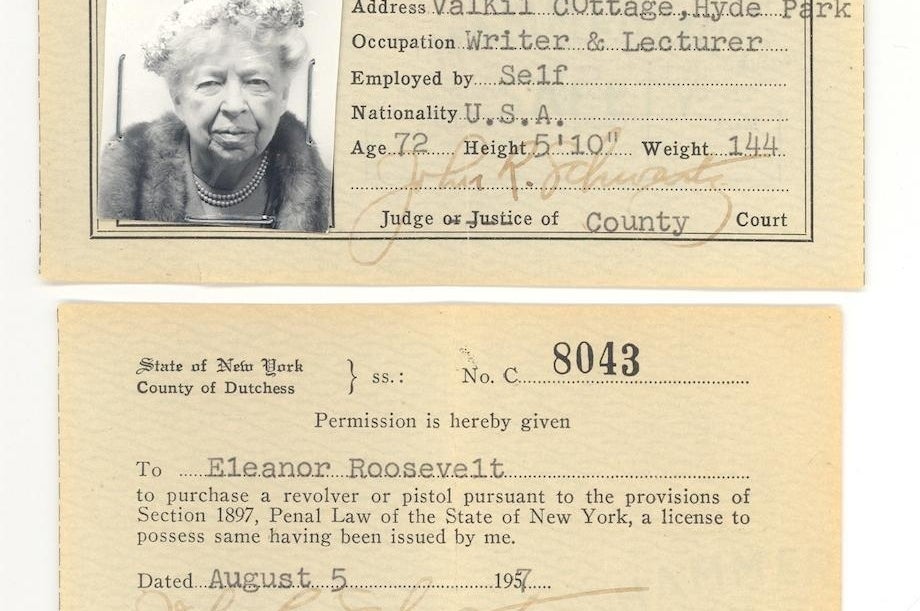 Address Valkil Cottage,Hyde Park
Occupation Writer & Lecturer
Employed by Self
Nationality U.S.A.
Age 72 Height 5'10" Weight 144
John R. Schwartz
Judge or Justice of County Court
State of New York
County of Dutchess } ss.: No. C 8043
Permission is hereby given
To Eleanor Roosevelt
to purchase a revolver or pistol pursuant to the provisions of
Section 1897, Penal Law of the State of New York, a license to
possess same having been issued by me.
Dated August 5 1957